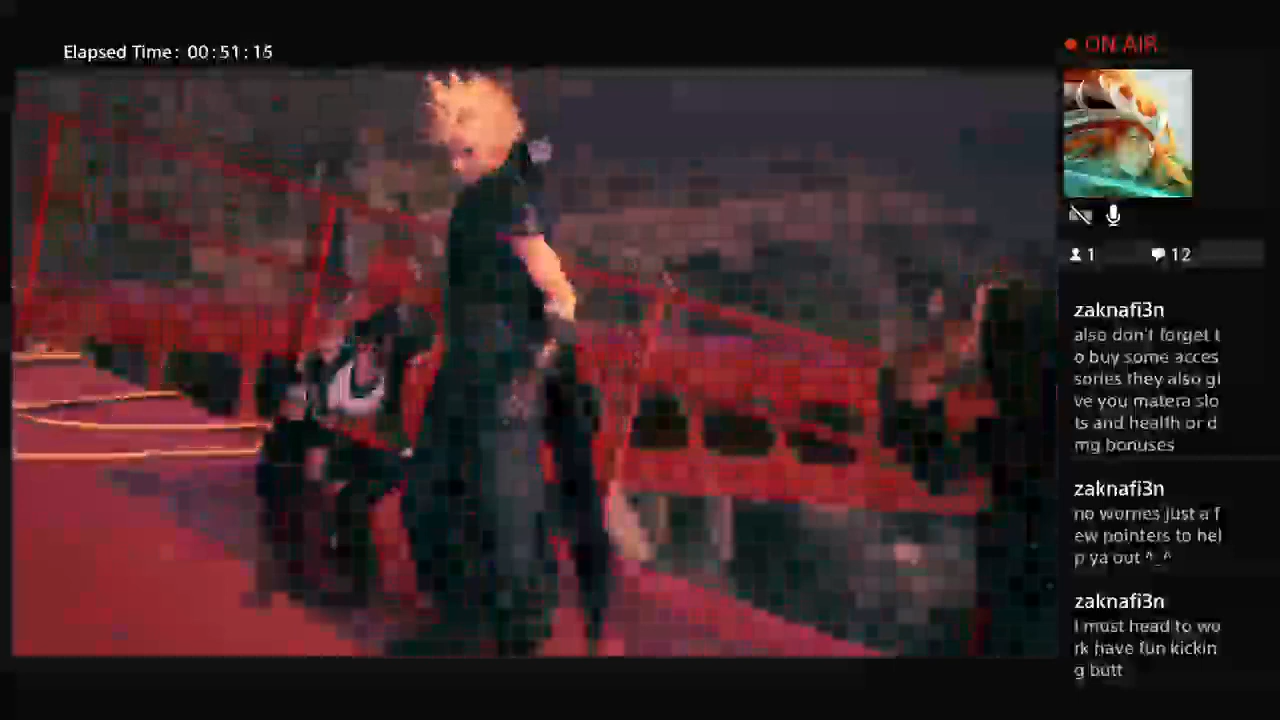 Elapsed Time: 00:51:15
ON AIR
1
12
zaknafi3n
also don't forget t
o buy some acces
sories they also gi
ve you matera slo
ts and health or d
mg bonuses
zaknafi3n
no worries just a f
ew pointers to hel
p ya out ^_^
zaknafi3n
I must head to wo
rk have fun kickin
g butt